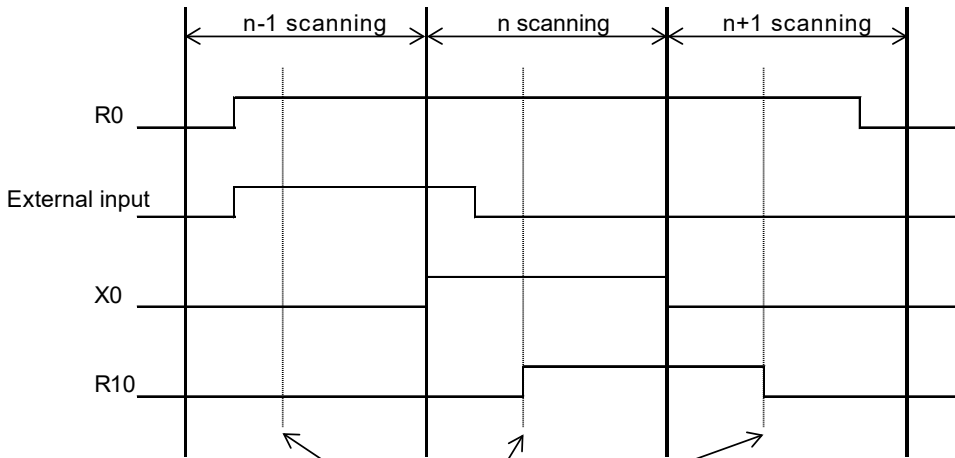 n-1 scanning
n scanning
n+1 scanning
R0
External input
X0
R10